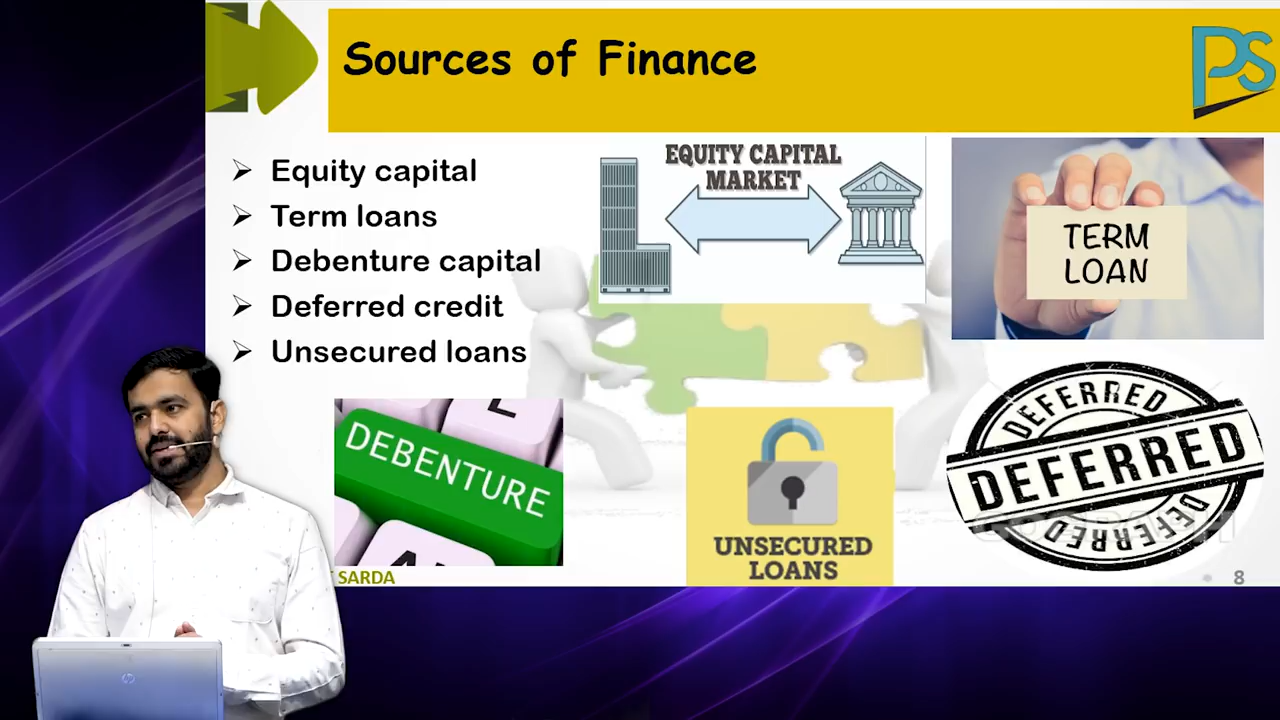 Sources of Finance
PS
Equity capital
Term loans
Debenture capital
Deferred credit
Unsecured loans
EQUITY CAPITAL
MARKET
TERM
LOAN
DEBENTURE
UNSECURED
LOANS
DEFERRED
DEFERRED
DEFERRED
SARDA
8
hp